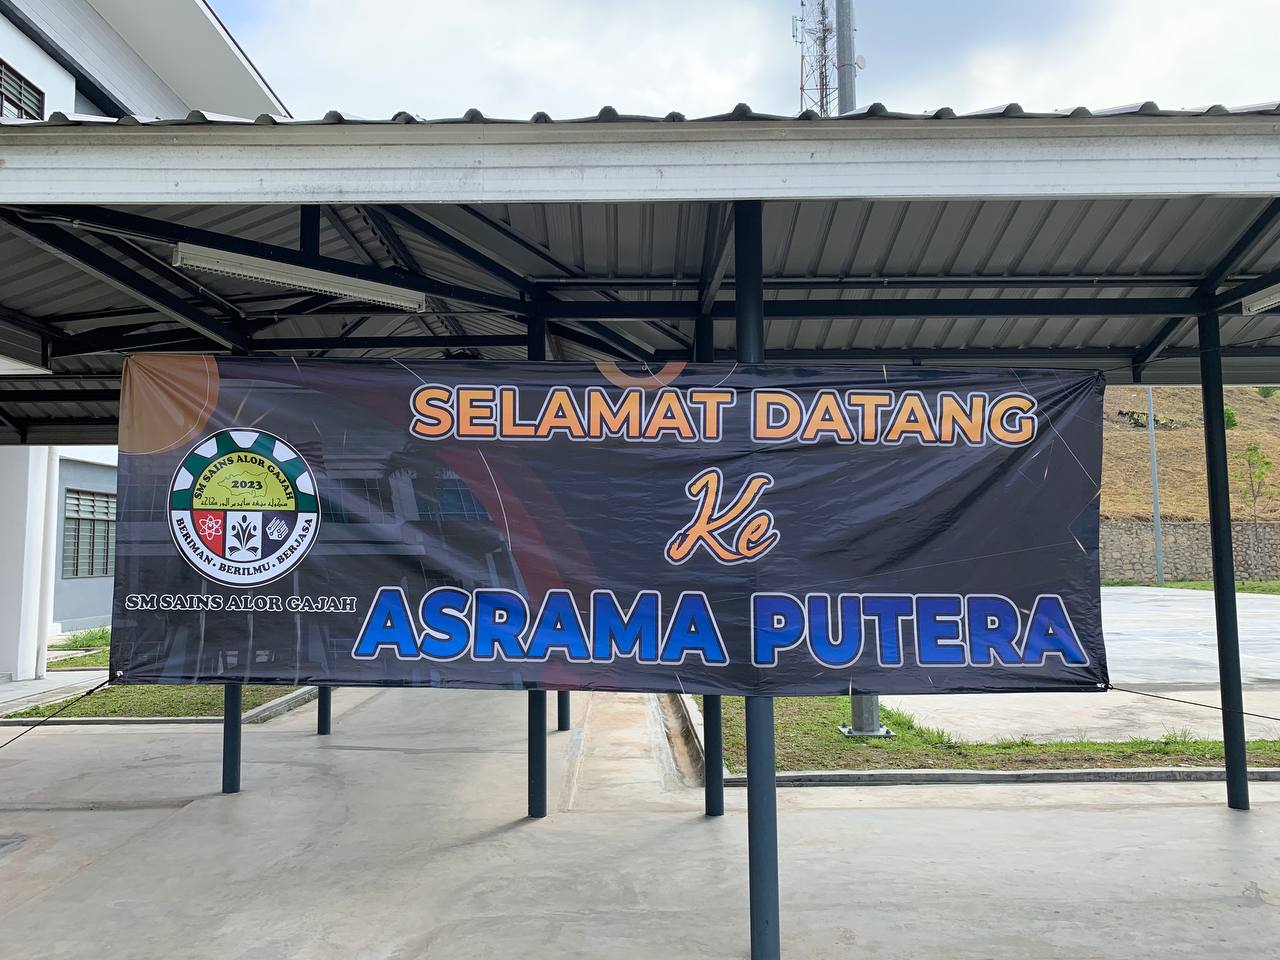 SELAMAT DATANG
Ke
ASRAMA PUTERA
SM SAINS ALOR GAJAH
2023
BERIMAN • BERILMU • BERJASA
SM SAINS ALOR GAJAH